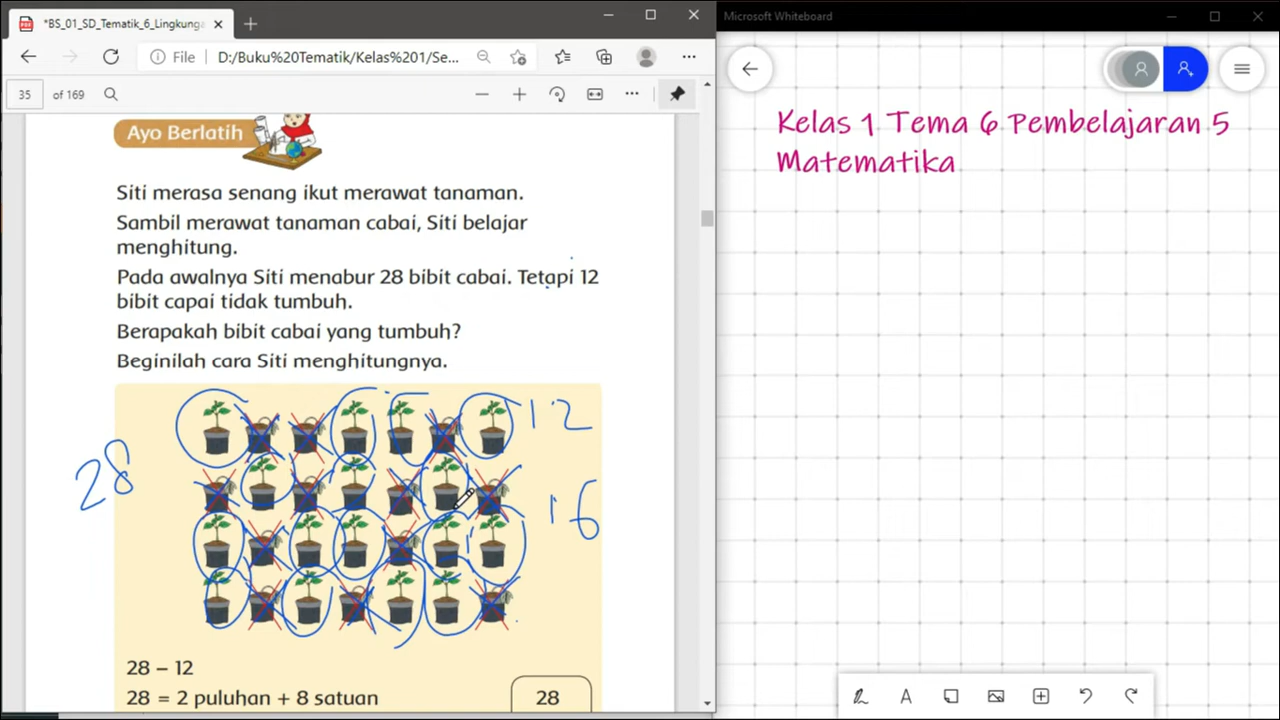 *BS_01_SD_Tematik_6_Lingkunga
Microsoft Whiteboard
File D:/Buku%20Tematik/Kelas%201/Se...
35 of 169
Ayo Berlatih
Siti merasa senang ikut merawat tanaman.
Sambil merawat tanaman cabai, Siti belajar
menghitung.
Pada awalnya Siti menabur 28 bibit cabai. Tetapi 12
bibit capai tidak tumbuh.
Berapakah bibit cabai yang tumbuh?
Beginilah cara Siti menghitungnya.
12
28
16
28 – 12
28 = 2 puluhan + 8 satuan
28
Kelas 1 Tema 6 Pembelajaran 5
Matematika